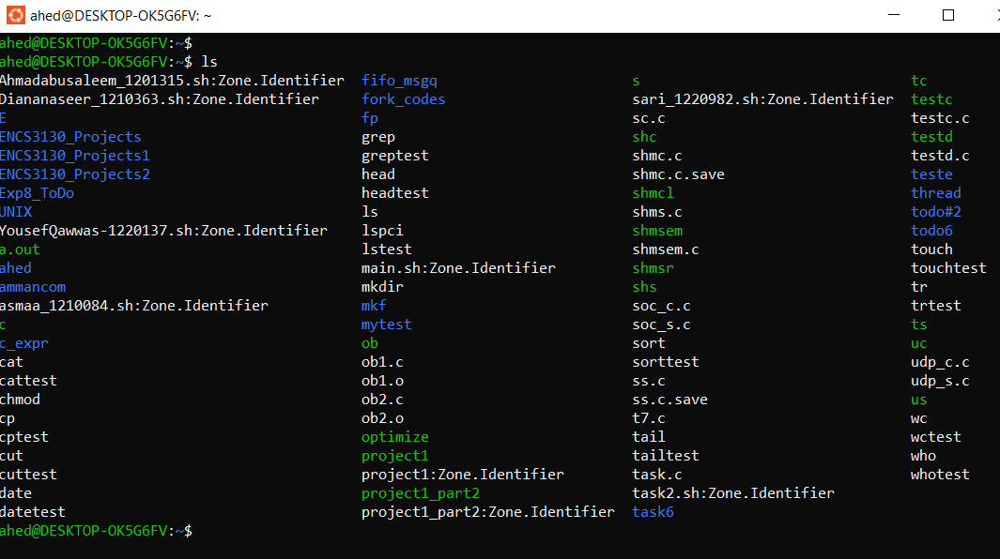 ahed@DESKTOP-OK5G6FV: ~
ahed@DESKTOP-OK5G6FV:~$
ahed@DESKTOP-OK5G6FV:~$ ls
Ahmadabusaleem_1201315.sh:Zone.Identifier fifo_msgq s tc
Diananaseer_1210363.sh:Zone.Identifier fork_codes sari_1220982.sh:Zone.Identifier testc
E fp sc.c testc.c
ENCS3130_Projects grep shc testd
ENCS3130_Projects1 greptest shmc.c testd.c
ENCS3130_Projects2 head shmc.c.save teste
Exp8_ToDo headtest shmcl thread
UNIX ls shms.c todo#2
YousefQawwas-1220137.sh:Zone.Identifier lspci shmsem todo6
a.out lstest shmsem.c touch
ahed main.sh:Zone.Identifier shmsr touchtest
ammancom mkdir shs tr
asmaa_1210084.sh:Zone.Identifier mkf soc_c.c trtest
c mytest soc_s.c ts
c_expr ob sort uc
cat ob1.c sorttest udp_c.c
cattest ob1.o ss.c udp_s.c
chmod ob2.c ss.c.save us
cp ob2.o t7.c wc
cptest optimize tail wctest
cut project1 tailtest who
cuttest project1:Zone.Identifier task.c whotest
date project1_part2 task2.sh:Zone.Identifier
datetest project1_part2:Zone.Identifier task6
ahed@DESKTOP-OK5G6FV:~$